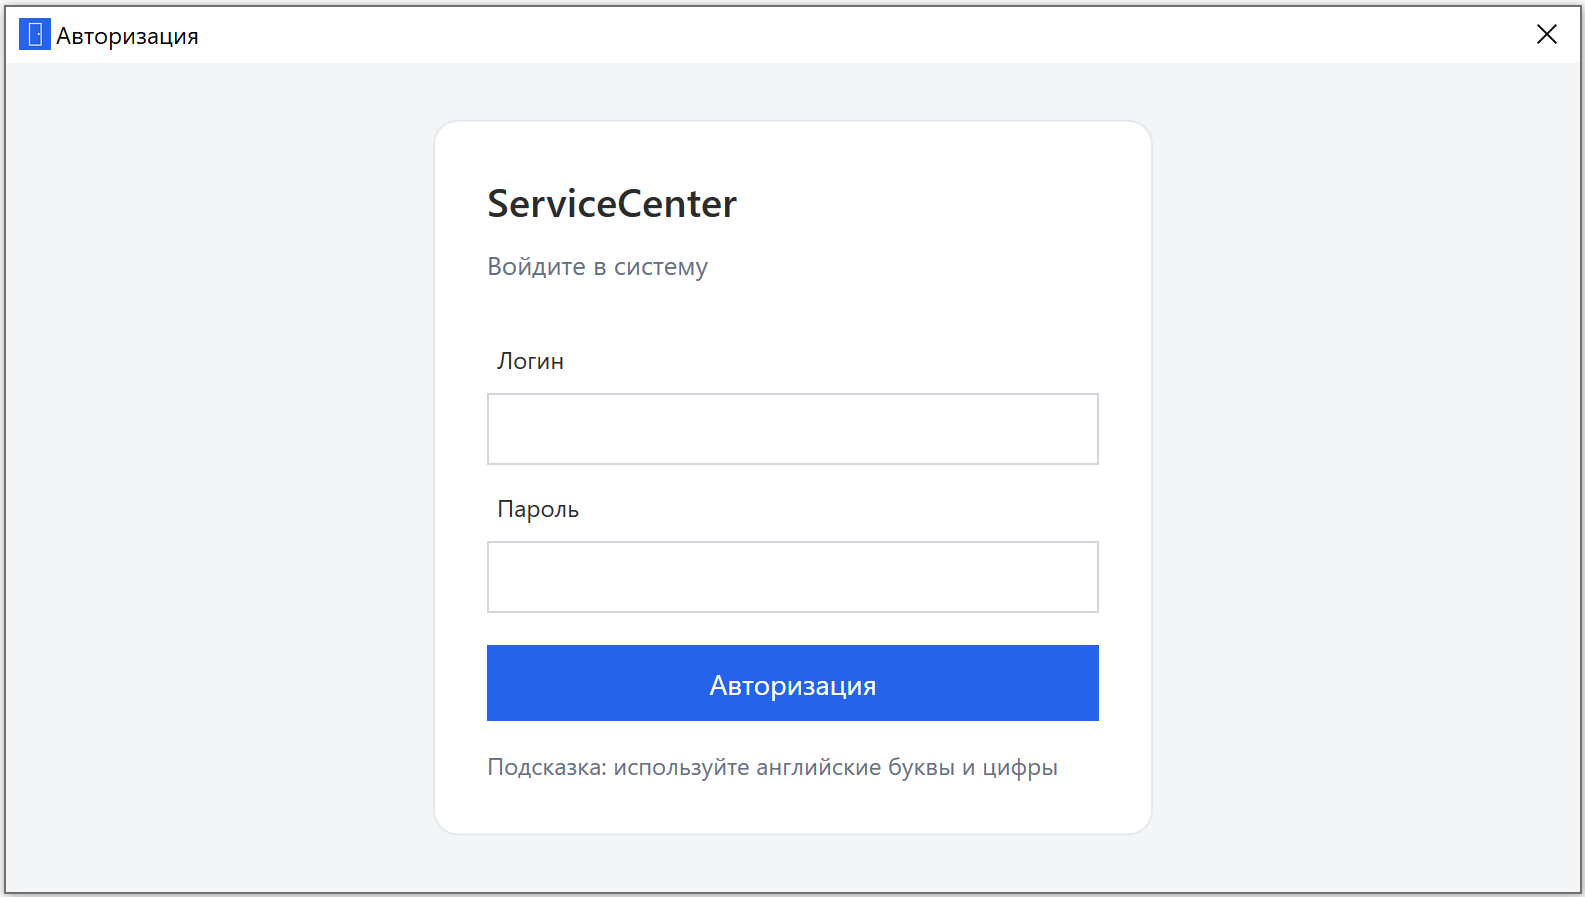 Авторизация
ServiceCenter
Войдите в систему
Логин
Пароль
Авторизация
Подсказка: используйте английские буквы и цифры